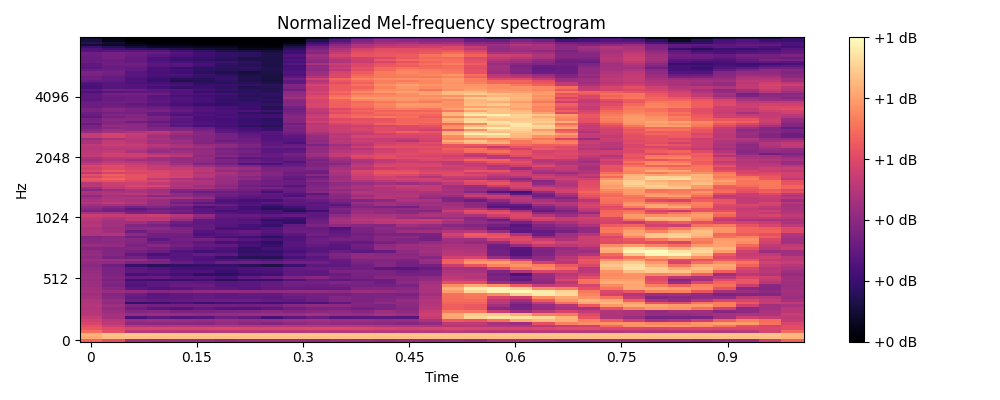 Normalized Mel-frequency spectrogram
+1 dB
4096
+1 dB
2048
+1 dB
Hz
1024
+0 dB
512
+0 dB
0
+0 dB
0 0.15 0.3 0.45 0.6 0.75 0.9
Time